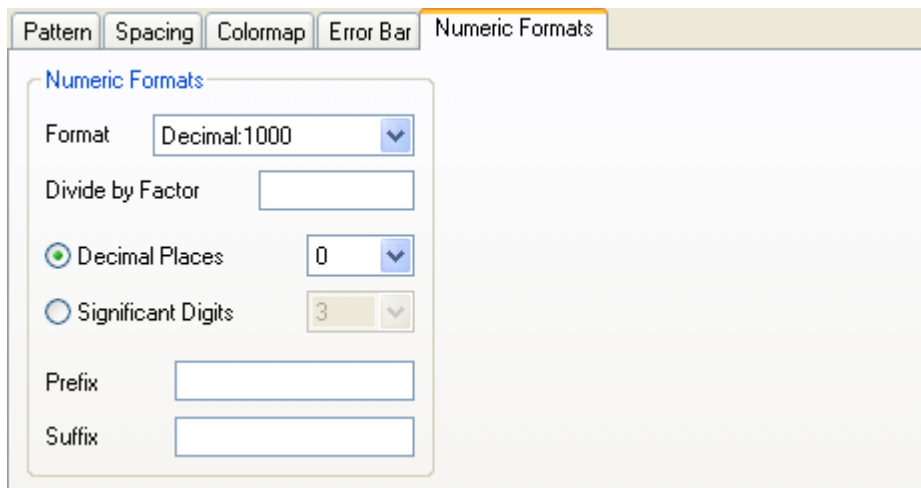 Pattern Spacing Colormap Error Bar Numeric Formats
Numeric Formats
Format Decimal:1000
Divide by Factor
Decimal Places 0
Significant Digits 3
Prefix
Suffix